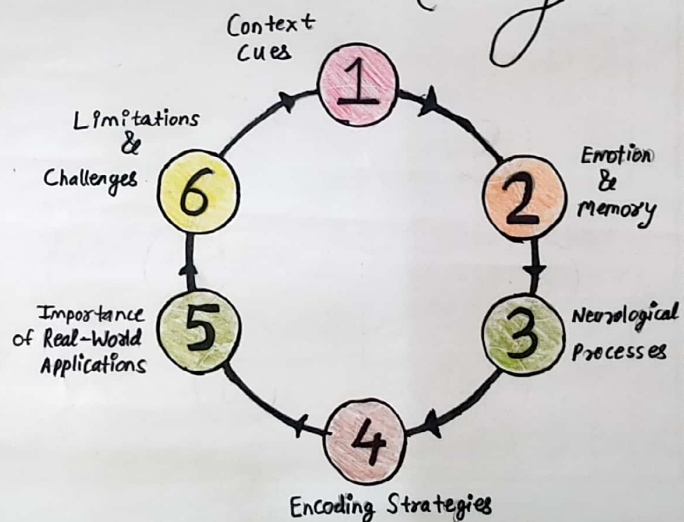 Context
Cues
1
Limitations
&
Challenges
6
Emotion
&
Memory
2
Importance
of Real-World
Applications
5
3
Neurological
Processes
4
Encoding Strategies